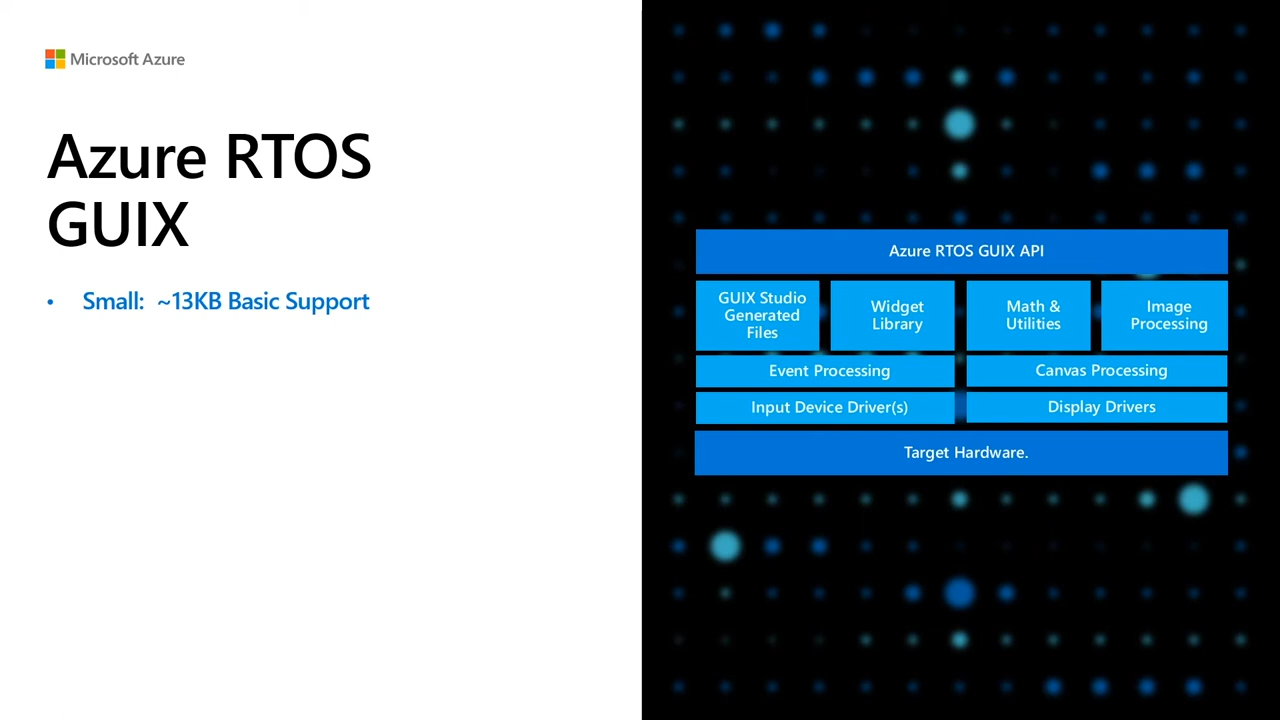 Microsoft Azure
Azure RTOS
GUIX
• Small: ~13KB Basic Support
Azure RTOS GUIX API
GUIX Studio
Generated
Files
Widget
Library
Math &
Utilities
Image
Processing
Event Processing
Canvas Processing
Input Device Driver(s)
Display Drivers
Target Hardware.